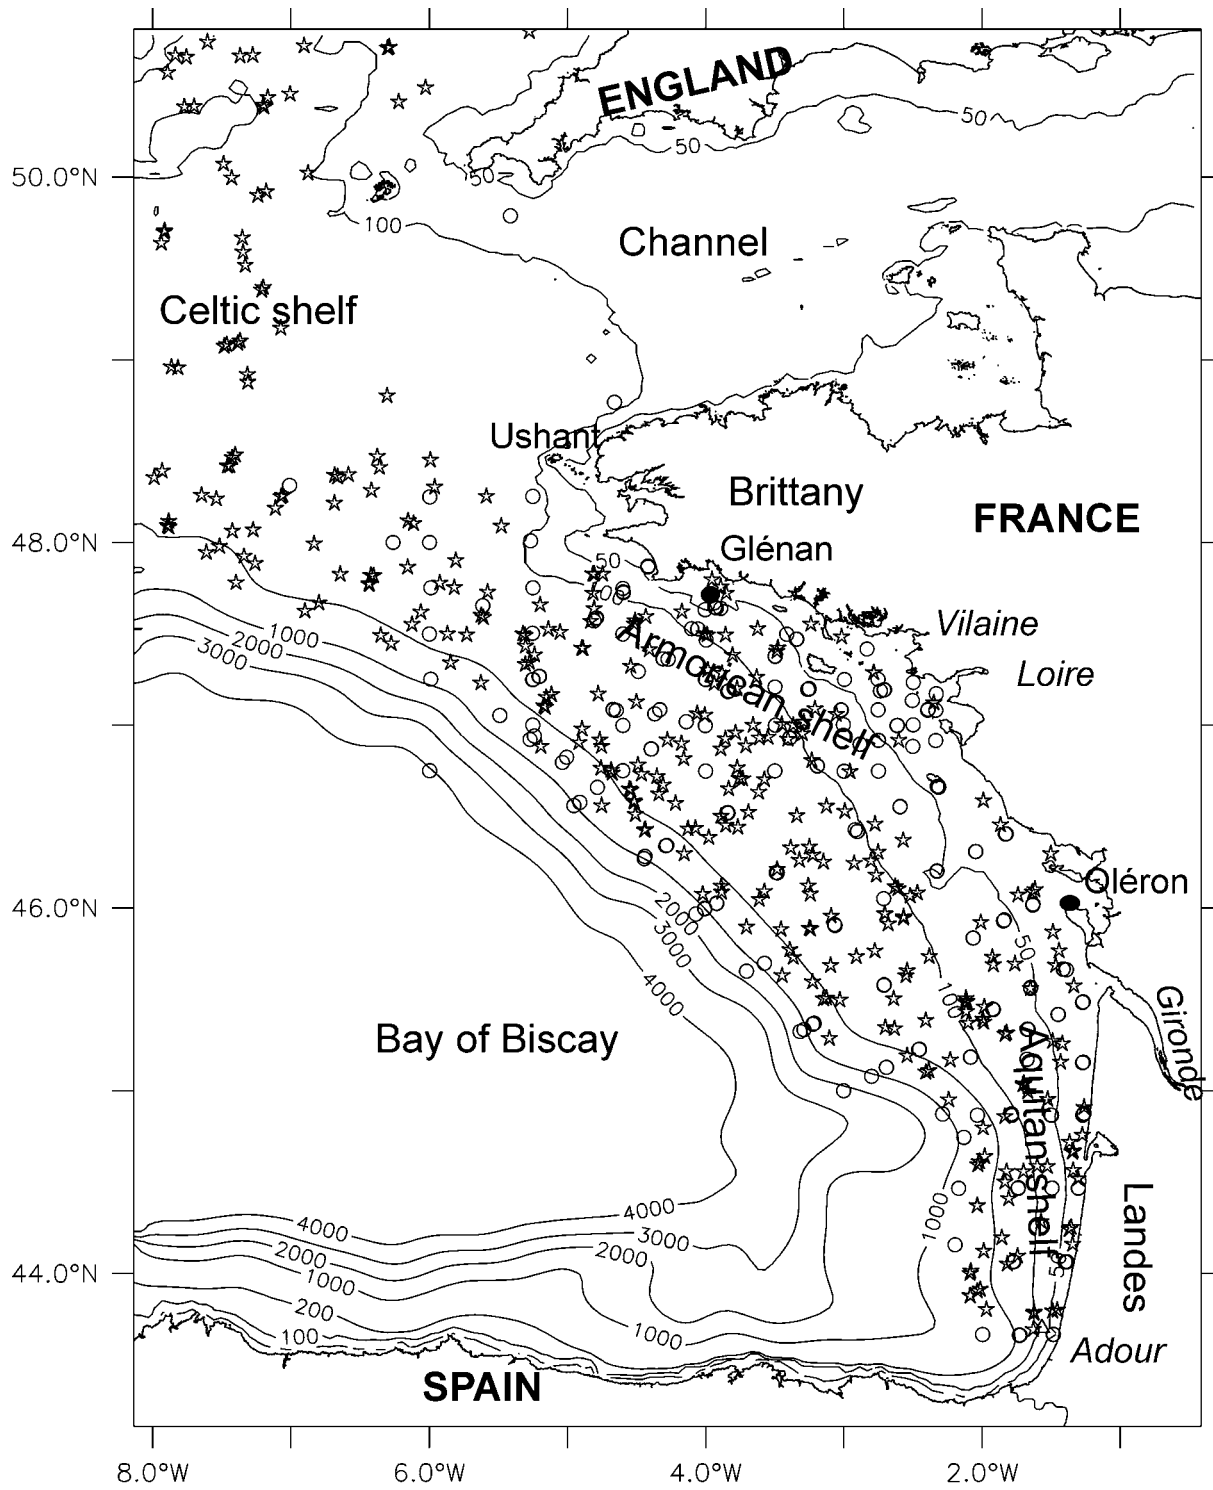 ENGLAND
50
50
50.0°N
50
100
Channel
Celtic shelf
Ushant
Brittany
FRANCE
48.0°N
Glénan
50
Vilaine
1000
2000
3000
Armorican shelf
Loire
Oléron
46.0°N
2000
3000
4000
50
100
Gironde
Bay of Biscay
Aquitan shelf
Landes
4000
3000
2000
1000
4000
2000
1000
44.0°N
50
200
100
1000
Adour
SPAIN
8.0°W
6.0°W
4.0°W
2.0°W